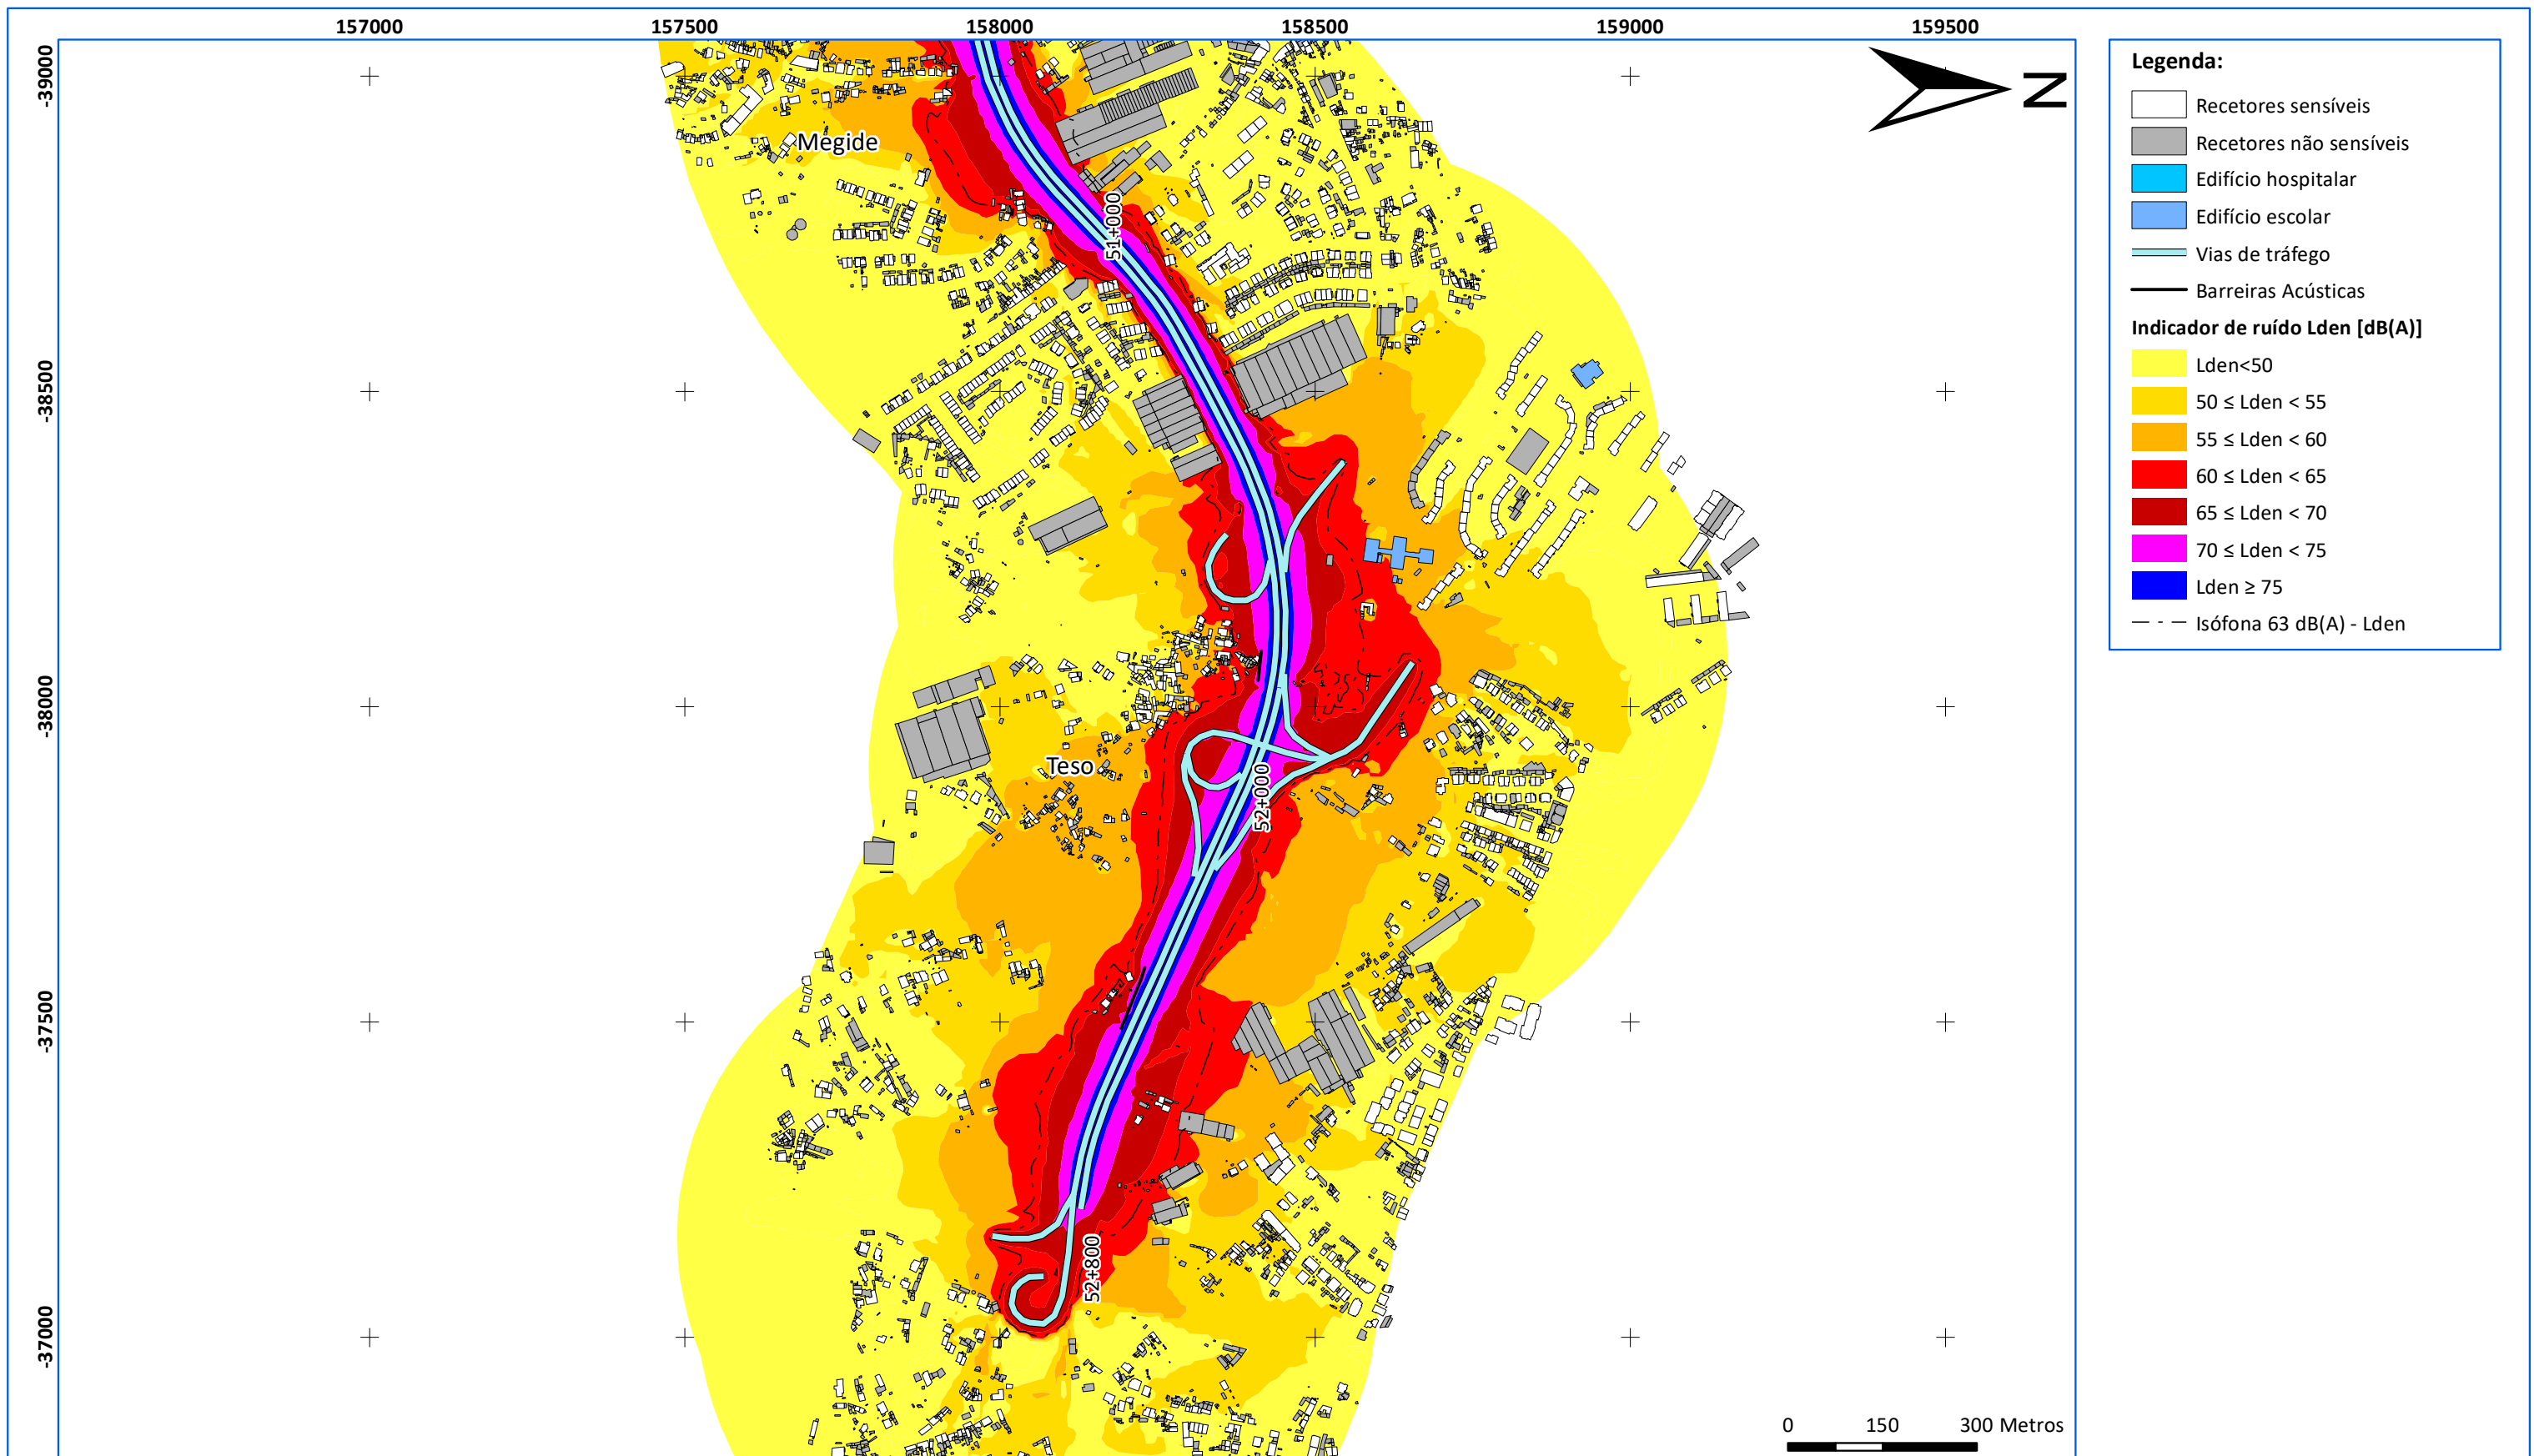 157000
157500
158000
158500
159000
159500
-39000
-38500
-38000
-37500
-37000
N
Megide
51+000
Teso
52+000
52+800
0 150 300 Metros
Legenda:
Recetores sensíveis
Recetores não sensíveis
Edifício hospitalar
Edifício escolar
Vias de tráfego
Barreiras Acústicas
Indicador de ruído Lden [dB(A)]
Lden<50
50 ≤ Lden < 55
55 ≤ Lden < 60
60 ≤ Lden < 65
65 ≤ Lden < 70
70 ≤ Lden < 75
Lden ≥ 75
Isófona 63 dB(A) - Lden